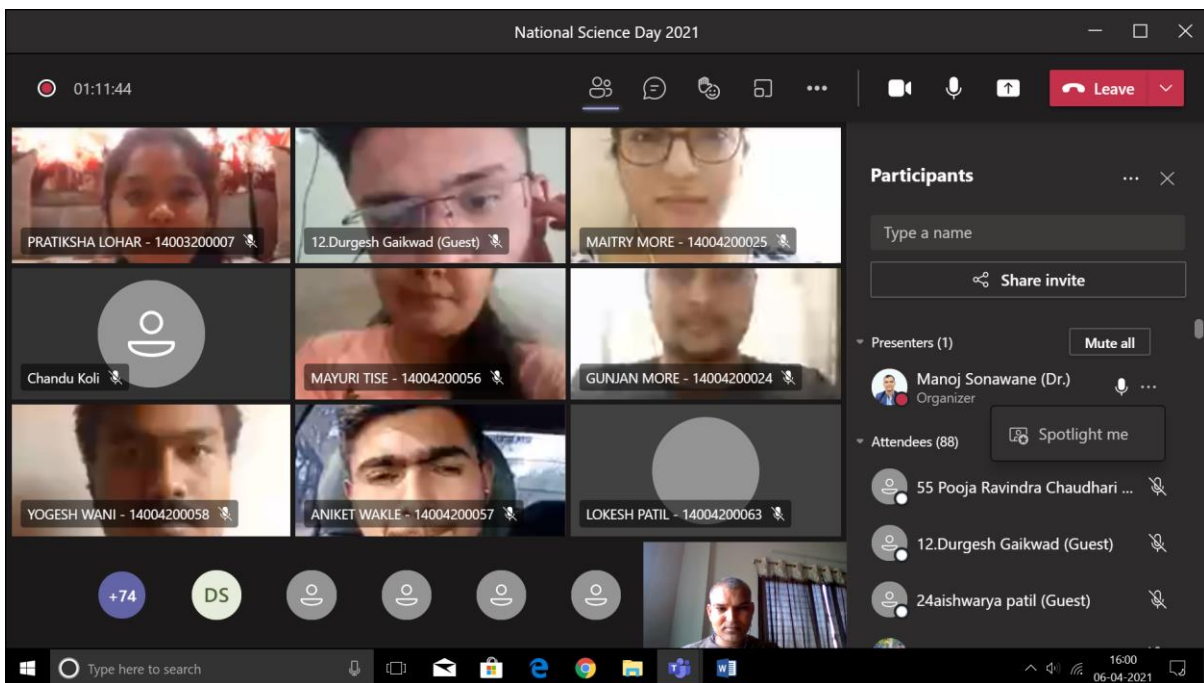 National Science Day 2021
01:11:44
Leave
PRATIKSHA LOHAR - 14003200007
12.Durgesh Gaikwad (Guest)
MAITRY MORE - 14004200025
Chandu Koli
MAYURI TISE - 14004200056
GUNJAN MORE - 14004200024
YOGESH WANI - 14004200058
ANIKET WAKLE - 14004200057
LOKESH PATIL - 14004200063
+74
DS
Participants
Type a name
Share invite
Presenters (1)
Mute all
Manoj Sonawane (Dr.)
Organizer
Spotlight me
Attendees (88)
55 Pooja Ravindra Chaudhari ...
12.Durgesh Gaikwad (Guest)
24aishwarya patil (Guest)
Type here to search
16:00
06-04-2021